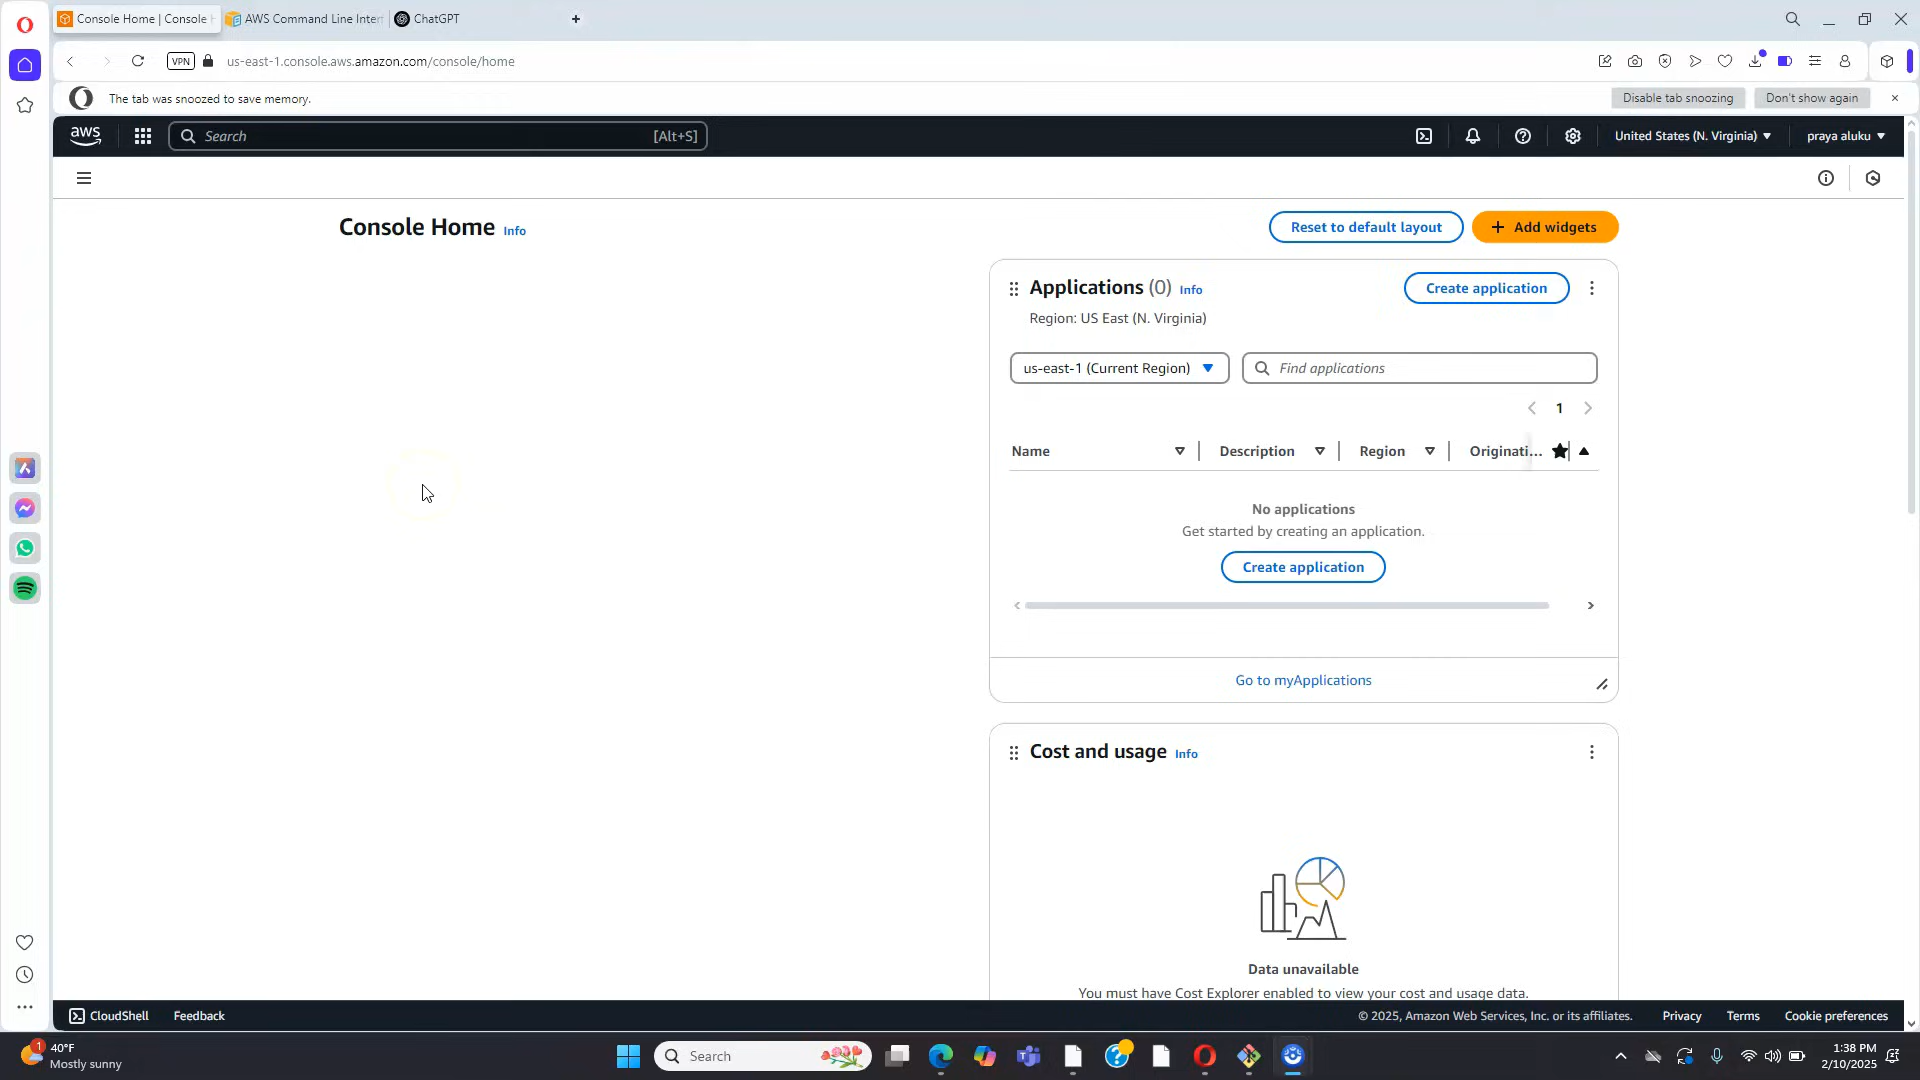 Console Home | Console H
AWS Command Line Inter
ChatGPT
VPN
us-east-1.console.aws.amazon.com/console/home
The tab was snoozed to save memory.
Disable tab snoozing
Don't show again
aws
Search
[Alt+S]
United States (N. Virginia)
praya aluku
Console Home Info
Reset to default layout
+ Add widgets
Applications (0) Info
Create application
Region: US East (N. Virginia)
us-east-1 (Current Region)
Find applications
1
Name
Description
Region
Originati...
No applications
Get started by creating an application.
Create application
Go to myApplications
Cost and usage Info
Data unavailable
You must have Cost Explorer enabled to view your cost and usage data.
CloudShell
Feedback
© 2025, Amazon Web Services, Inc. or its affiliates.
Privacy
Terms
Cookie preferences
1
40°F
Mostly sunny
Search
1:38 PM
2/10/2025